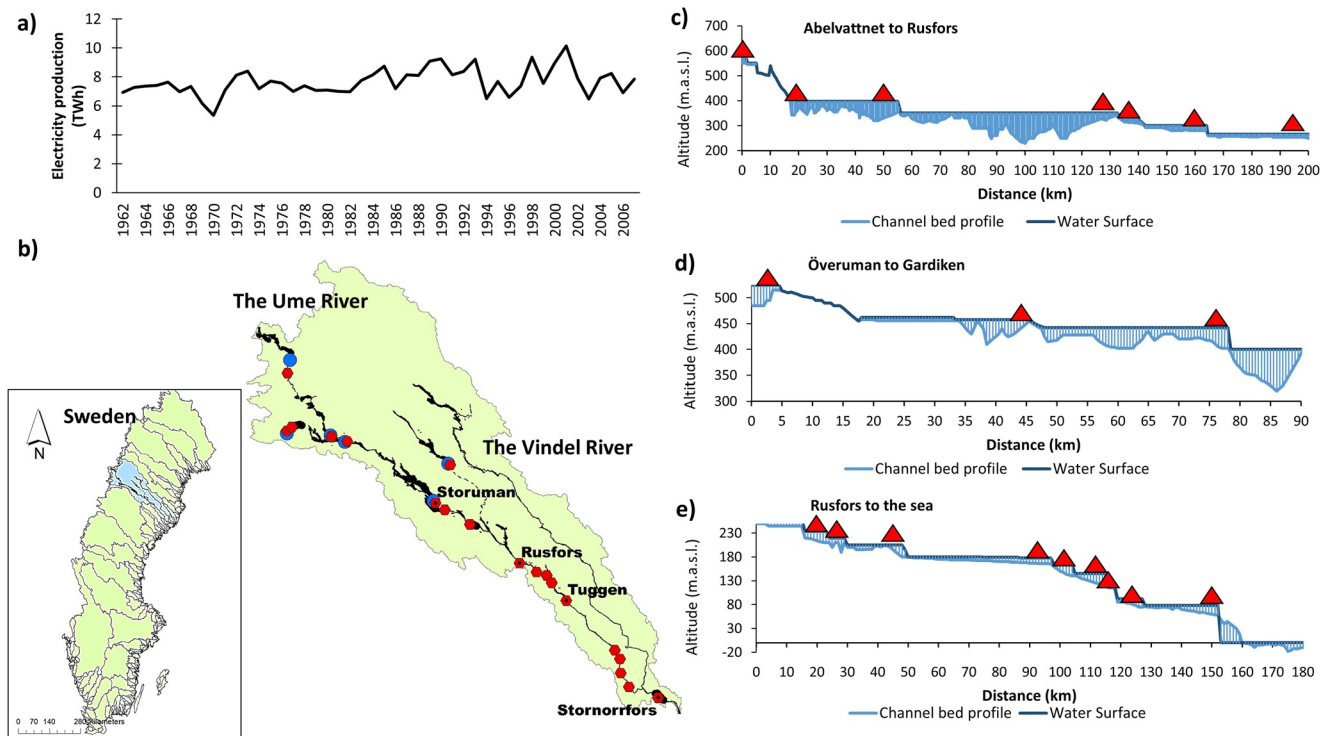 a)
Electricity production
(TWh)
12
10
8
6
4
2
0
1962
1964
1966
1968
1970
1972
1974
1976
1978
1980
1982
1984
1986
1988
1990
1992
1994
1996
1998
2000
2002
2004
2006
b)
The Ume River
The Vindel River
Storuman
Rusfors
Tuggen
Stornorrfors
Sweden
N
0 70 140 280 Kilometers
c)
Abelvattnet to Rusfors
Altitude (m.a.s.l.)
700
600
500
400
300
200
0 10 20 30 40 50 60 70 80 90 100 110 120 130 140 150 160 170 180 190 200
Distance (km)
Channel bed profile Water Surface
d)
Överuman to Gardiken
Altitude (m.a.s.l.)
500
450
400
350
300
0 5 10 15 20 25 30 35 40 45 50 55 60 65 70 75 80 85 90
Distance (km)
Channel bed profile Water Surface
e)
Rusfors to the sea
Altitude (m.a.s.l.)
230
180
130
80
30
-20
0 10 20 30 40 50 60 70 80 90 100 110 120 130 140 150 160 170 180
Distance (km)
Channel bed profile Water Surface